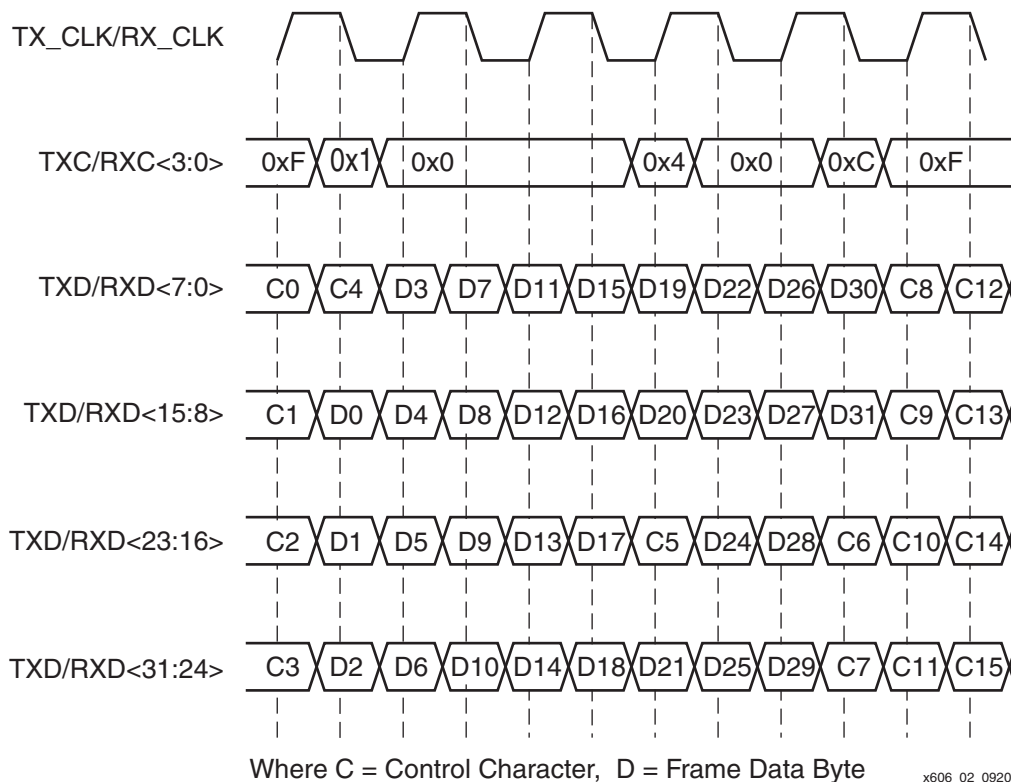 TX_CLK/RX_CLK
TXC/RXC<3:0> 0xF 0x1 0x0 0x4 0x0 0xC 0xF
TXD/RXD<7:0> C0 C4 D3 D7 D11 D15 D19 D22 D26 D30 C8 C12
TXD/RXD<15:8> C1 D0 D4 D8 D12 D16 D20 D23 D27 D31 C9 C13
TXD/RXD<23:16> C2 D1 D5 D9 D13 D17 C5 D24 D28 C6 C10 C14
TXD/RXD<31:24> C3 D2 D6 D10 D14 D18 D21 D25 D29 C7 C11 C15
Where C = Control Character, D = Frame Data Byte
x606_02_0920